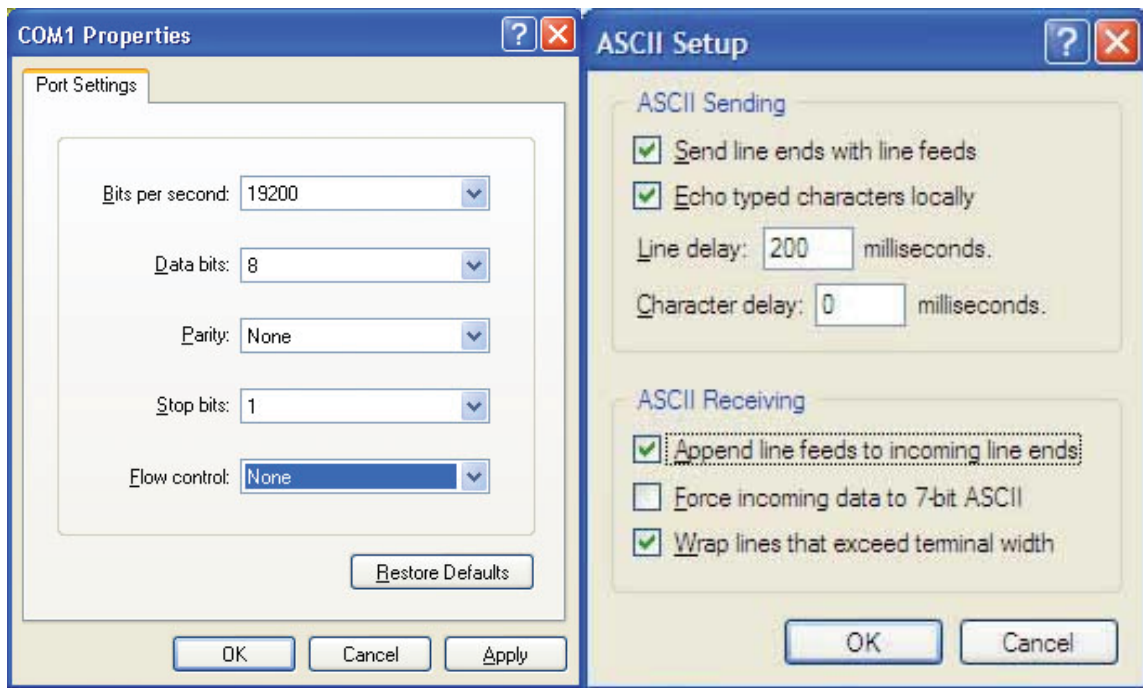 COM1 Properties
Port Settings
Bits per second: 19200
Data bits: 8
Parity: None
Stop bits: 1
Flow control: None
Restore Defaults
OK Cancel Apply
ASCII Setup
ASCII Sending
Send line ends with line feeds
Echo typed characters locally
Line delay: 200 milliseconds.
Character delay: 0 milliseconds.
ASCII Receiving
Append line feeds to incoming line ends
Force incoming data to 7-bit ASCII
Wrap lines that exceed terminal width
OK Cancel